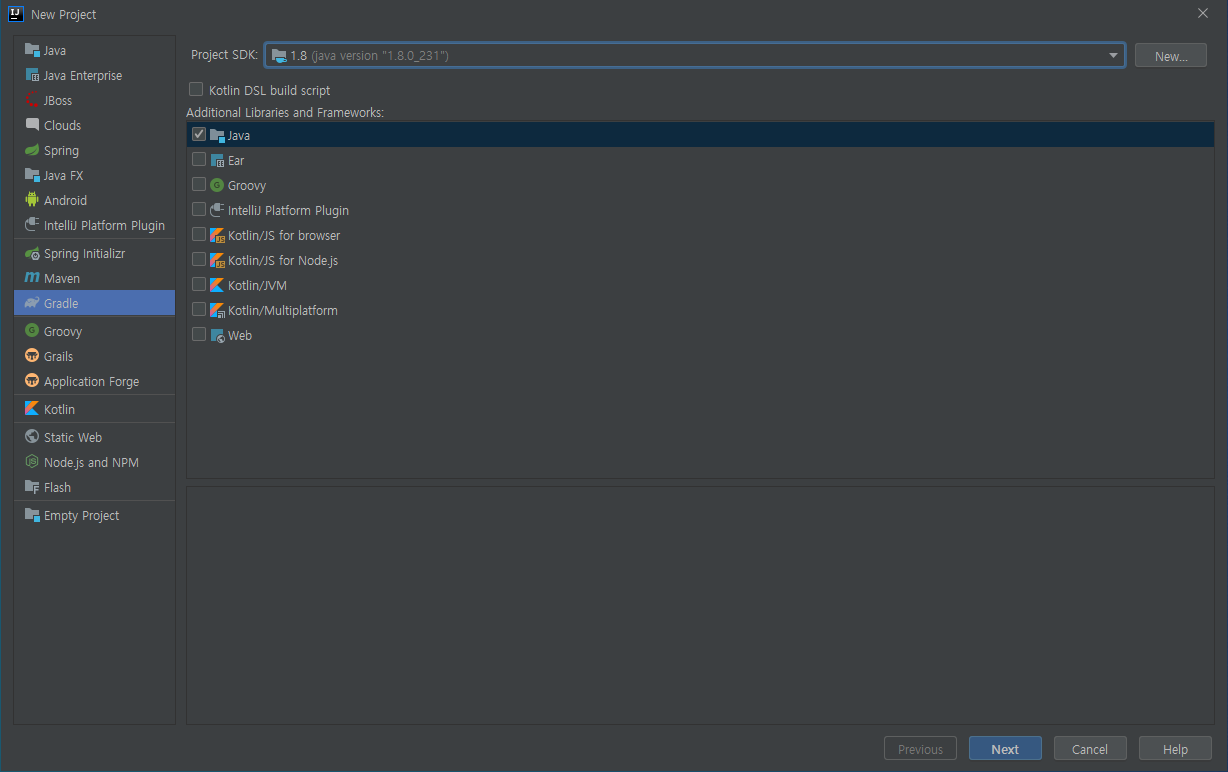 New Project
Java
Java Enterprise
JBoss
Clouds
Spring
Java FX
Android
IntelliJ Platform Plugin
Spring Initializr
Maven
Gradle
Groovy
Grails
Application Forge
Kotlin
Static Web
Node.js and NPM
Flash
Empty Project
Project SDK: 1.8 (java version "1.8.0_231") New...
Kotlin DSL build script
Additional Libraries and Frameworks:
Java
Ear
Groovy
IntelliJ Platform Plugin
Kotlin/JS for browser
Kotlin/JS for Node.js
Kotlin/JVM
Kotlin/Multiplatform
Web
Previous Next Cancel Help